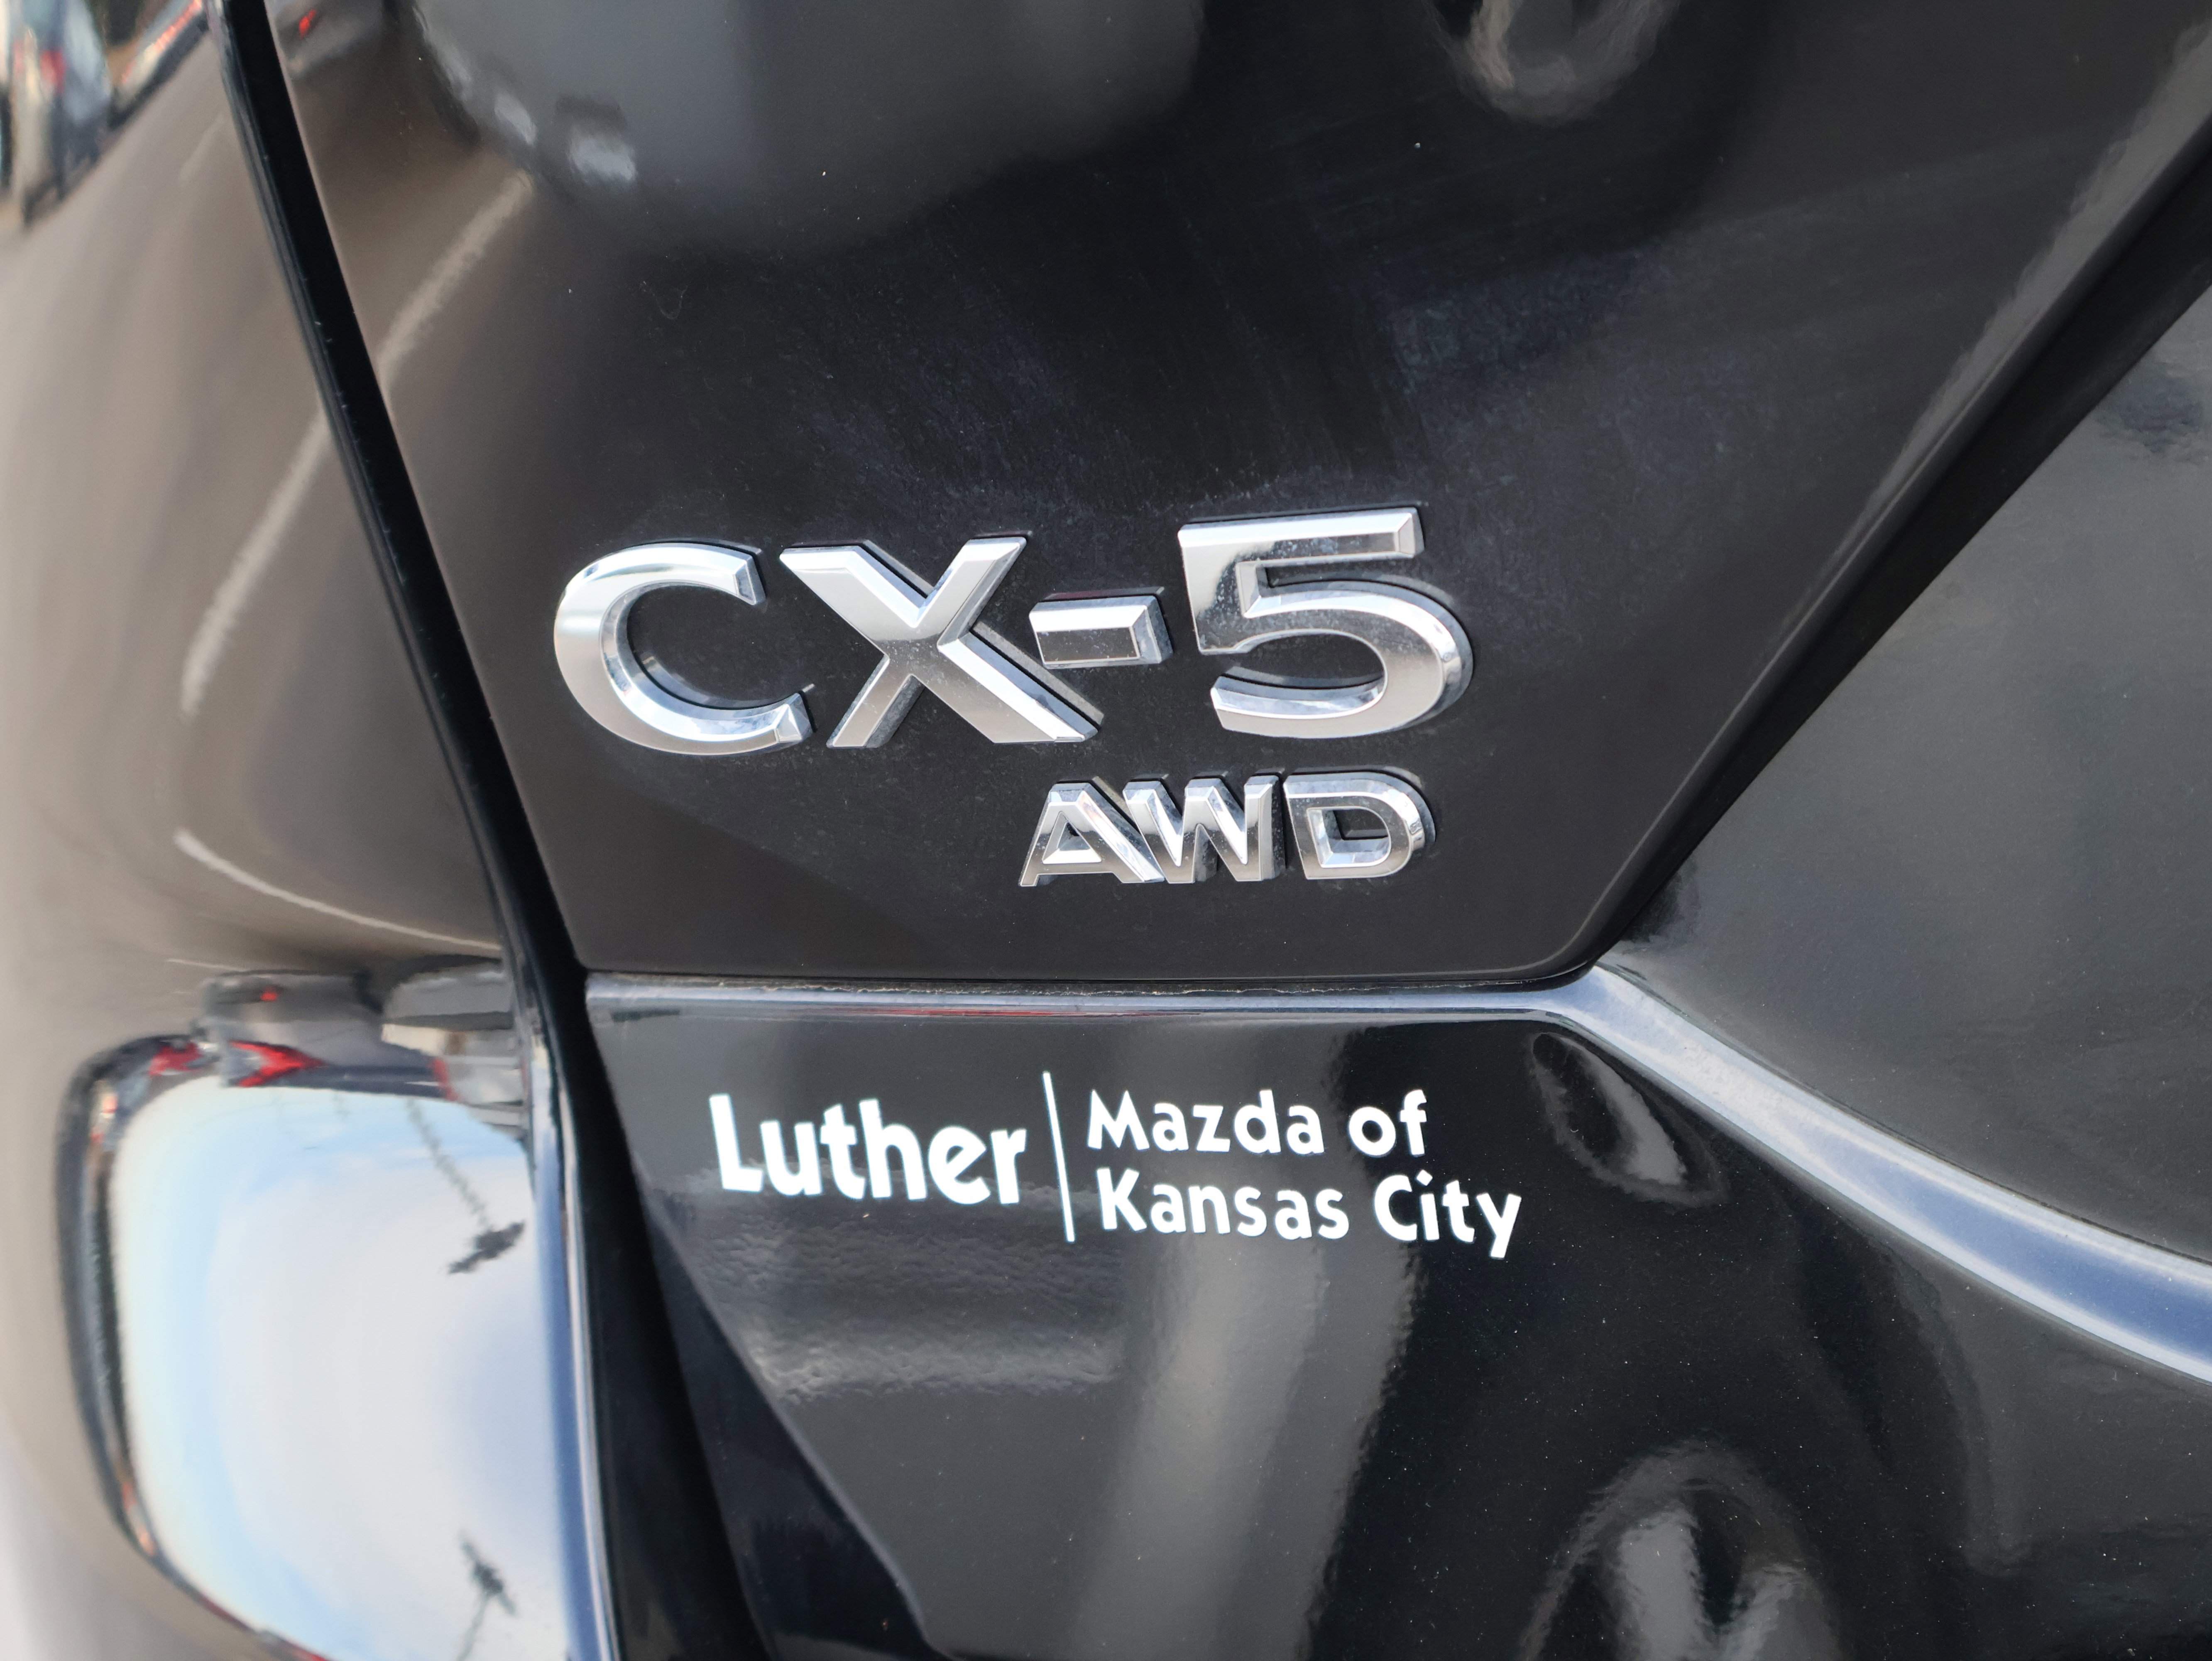 CX-5
AWD
Luther
Mazda of
Kansas City